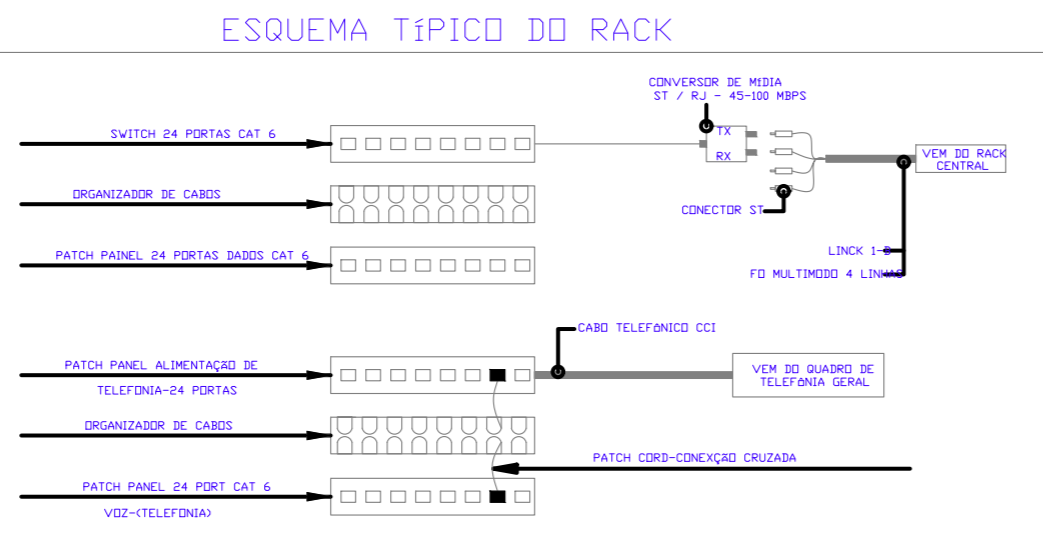 ESQUEMA TíPICO DO RACK
CONVERSOR DE MíDIA
ST / RJ - 45-100 MBPS
SWITCH 24 PORTAS CAT 6
TX
RX
VEM DO RACK
CENTRAL
ORGANIZADOR DE CABOS
CONECTOR ST
PATCH PAINEL 24 PORTAS DADOS CAT 6
LINCK 1-D
FO MULTIMODO 4 LINHAS
CABO TELEFôNICO CCI
PATCH PANEL ALIMENTAÇãO DE
TELEFONIA-24 PORTAS
VEM DO QUADRO DE
TELEFôNIA GERAL
ORGANIZADOR DE CABOS
PATCH CORD-CONEXÇãO CRUZADA
PATCH PANEL 24 PORT CAT 6
VOZ-(TELEFONIA)